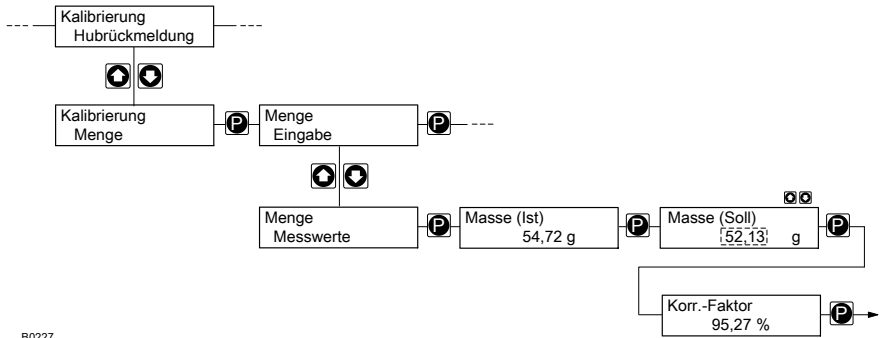 Kalibrierung
Hubrückmeldung
Kalibrierung
Menge
P
Menge
Eingabe
P
Menge
Messwerte
P
Masse (Ist)
54,72 g
P
Masse (Soll)
52,13 g
P
Korr.-Faktor
95,27 %
P
B0227